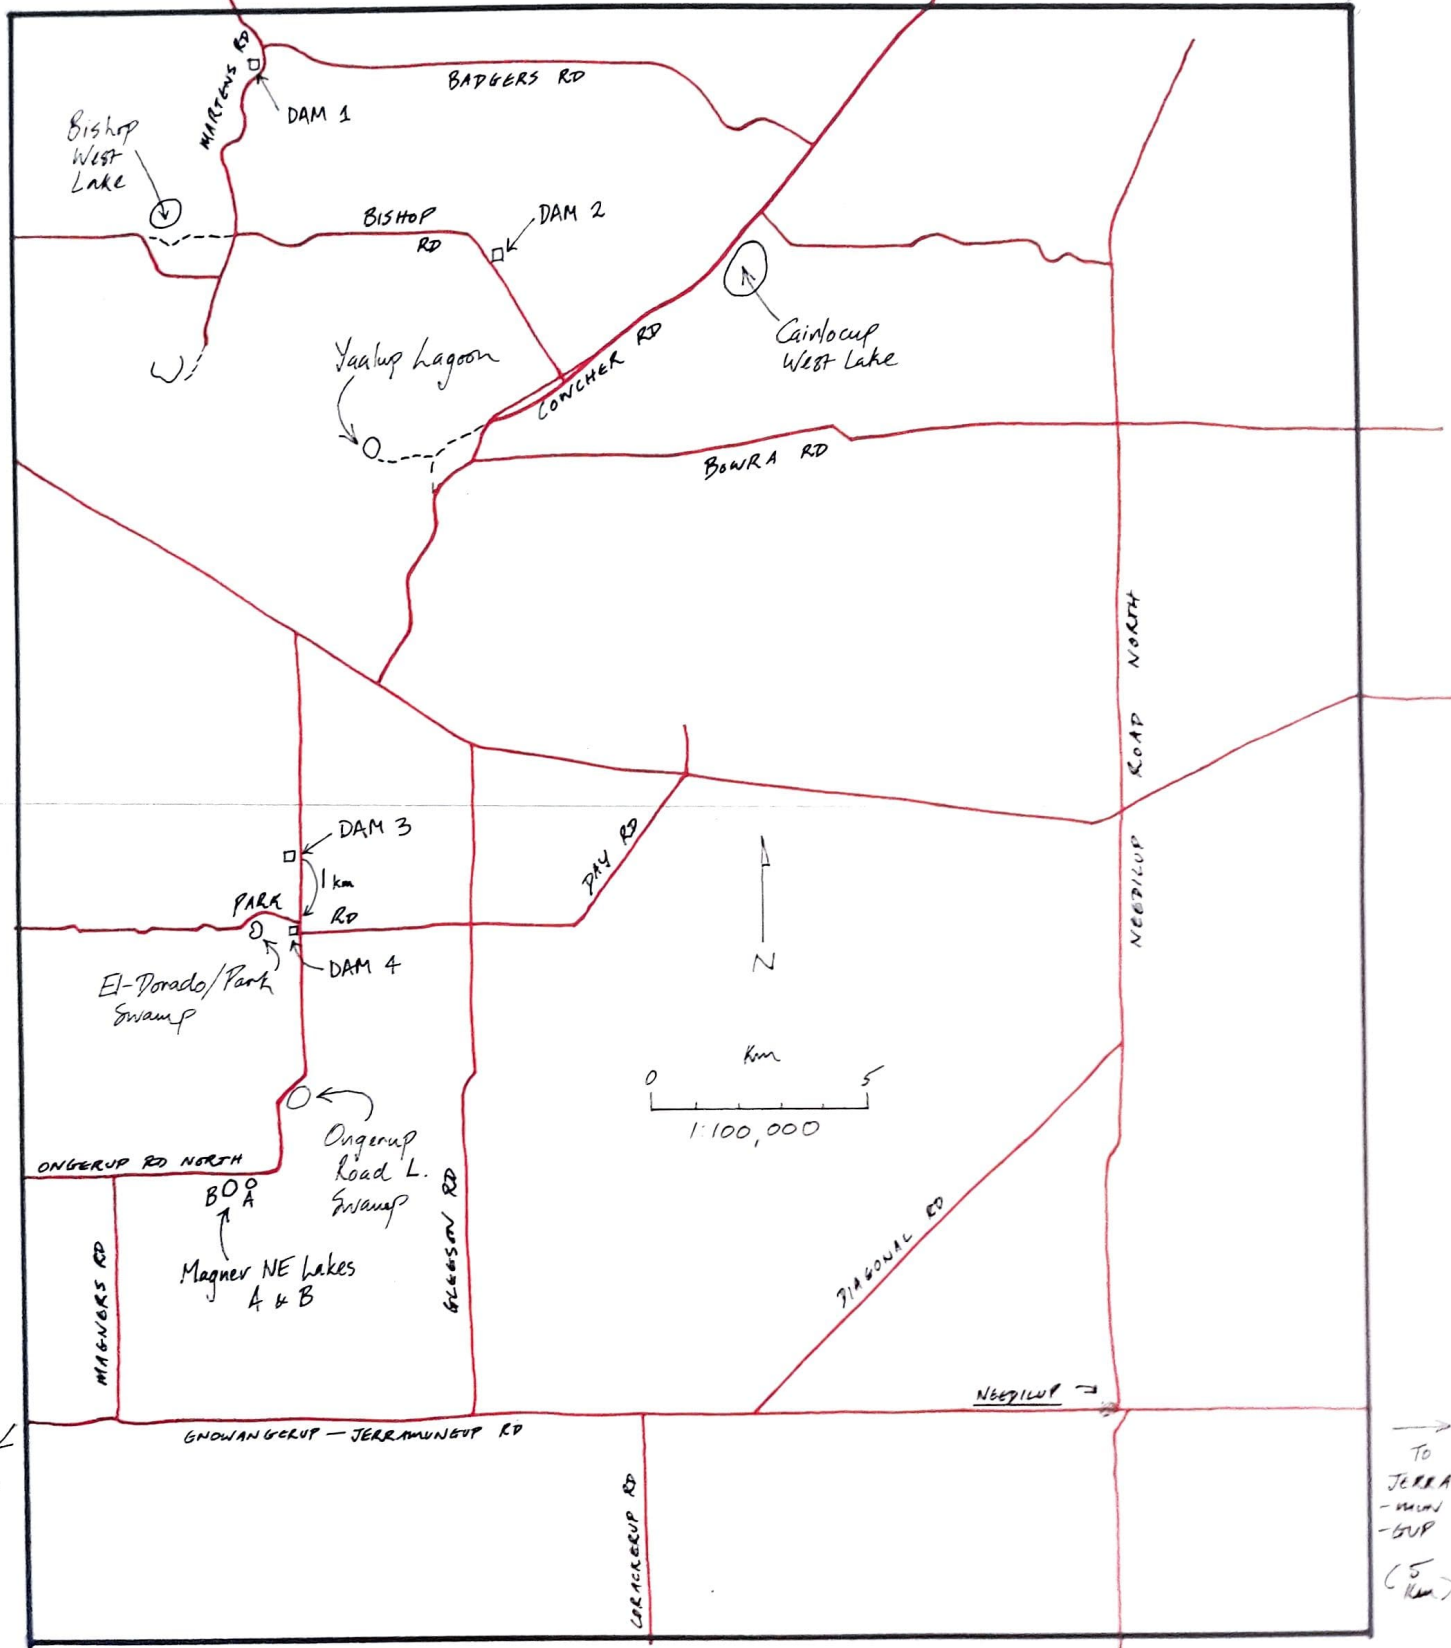 MARTENS RD
BADGERS RD
DAM 1
Bishop
West
Lake
BISHOP
RD
DAM 2
CONCHER RD
Cainlocup
West Lake
Yaalup Lagoon
BOWRA RD
NEEDILUP ROAD NORTH
DAM 3
1 km
PARK
RD
DAM 4
El-Dorado/Park
Swamp
DAY RD
N
Km
0 5
1:100,000
Ongerup
Road L.
Swamp
ONGERUP RD NORTH
B A
Magner NE Lakes
A & B
MAGNERS RD
GLEESON RD
DIAGONAL RD
NEEDILUP
GNOWANGERUP — JERRAMUNGUP RD
CORACKERUP RD
TO
JERRA
-MUN
-GUP
(5
Km)